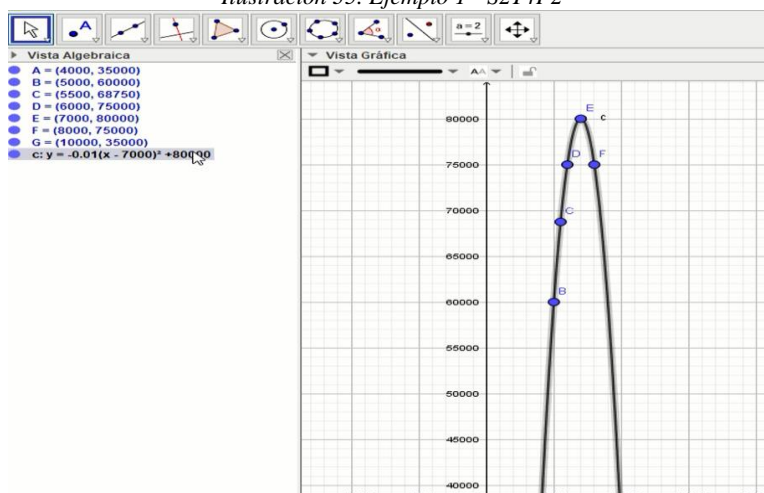 Ilustración 55. Ejemplo 1 - S2T4P2
a=2
Vista Algebraica
A = (4000, 35000)
B = (5000, 60000)
C = (5500, 68750)
D = (6000, 75000)
E = (7000, 80000)
F = (8000, 75000)
G = (10000, 35000)
c: y = -0.01(x - 7000)² +80000
Vista Gráfica
AA
80000
75000
70000
65000
60000
55000
50000
45000
40000
E
c
D
F
C
B
A